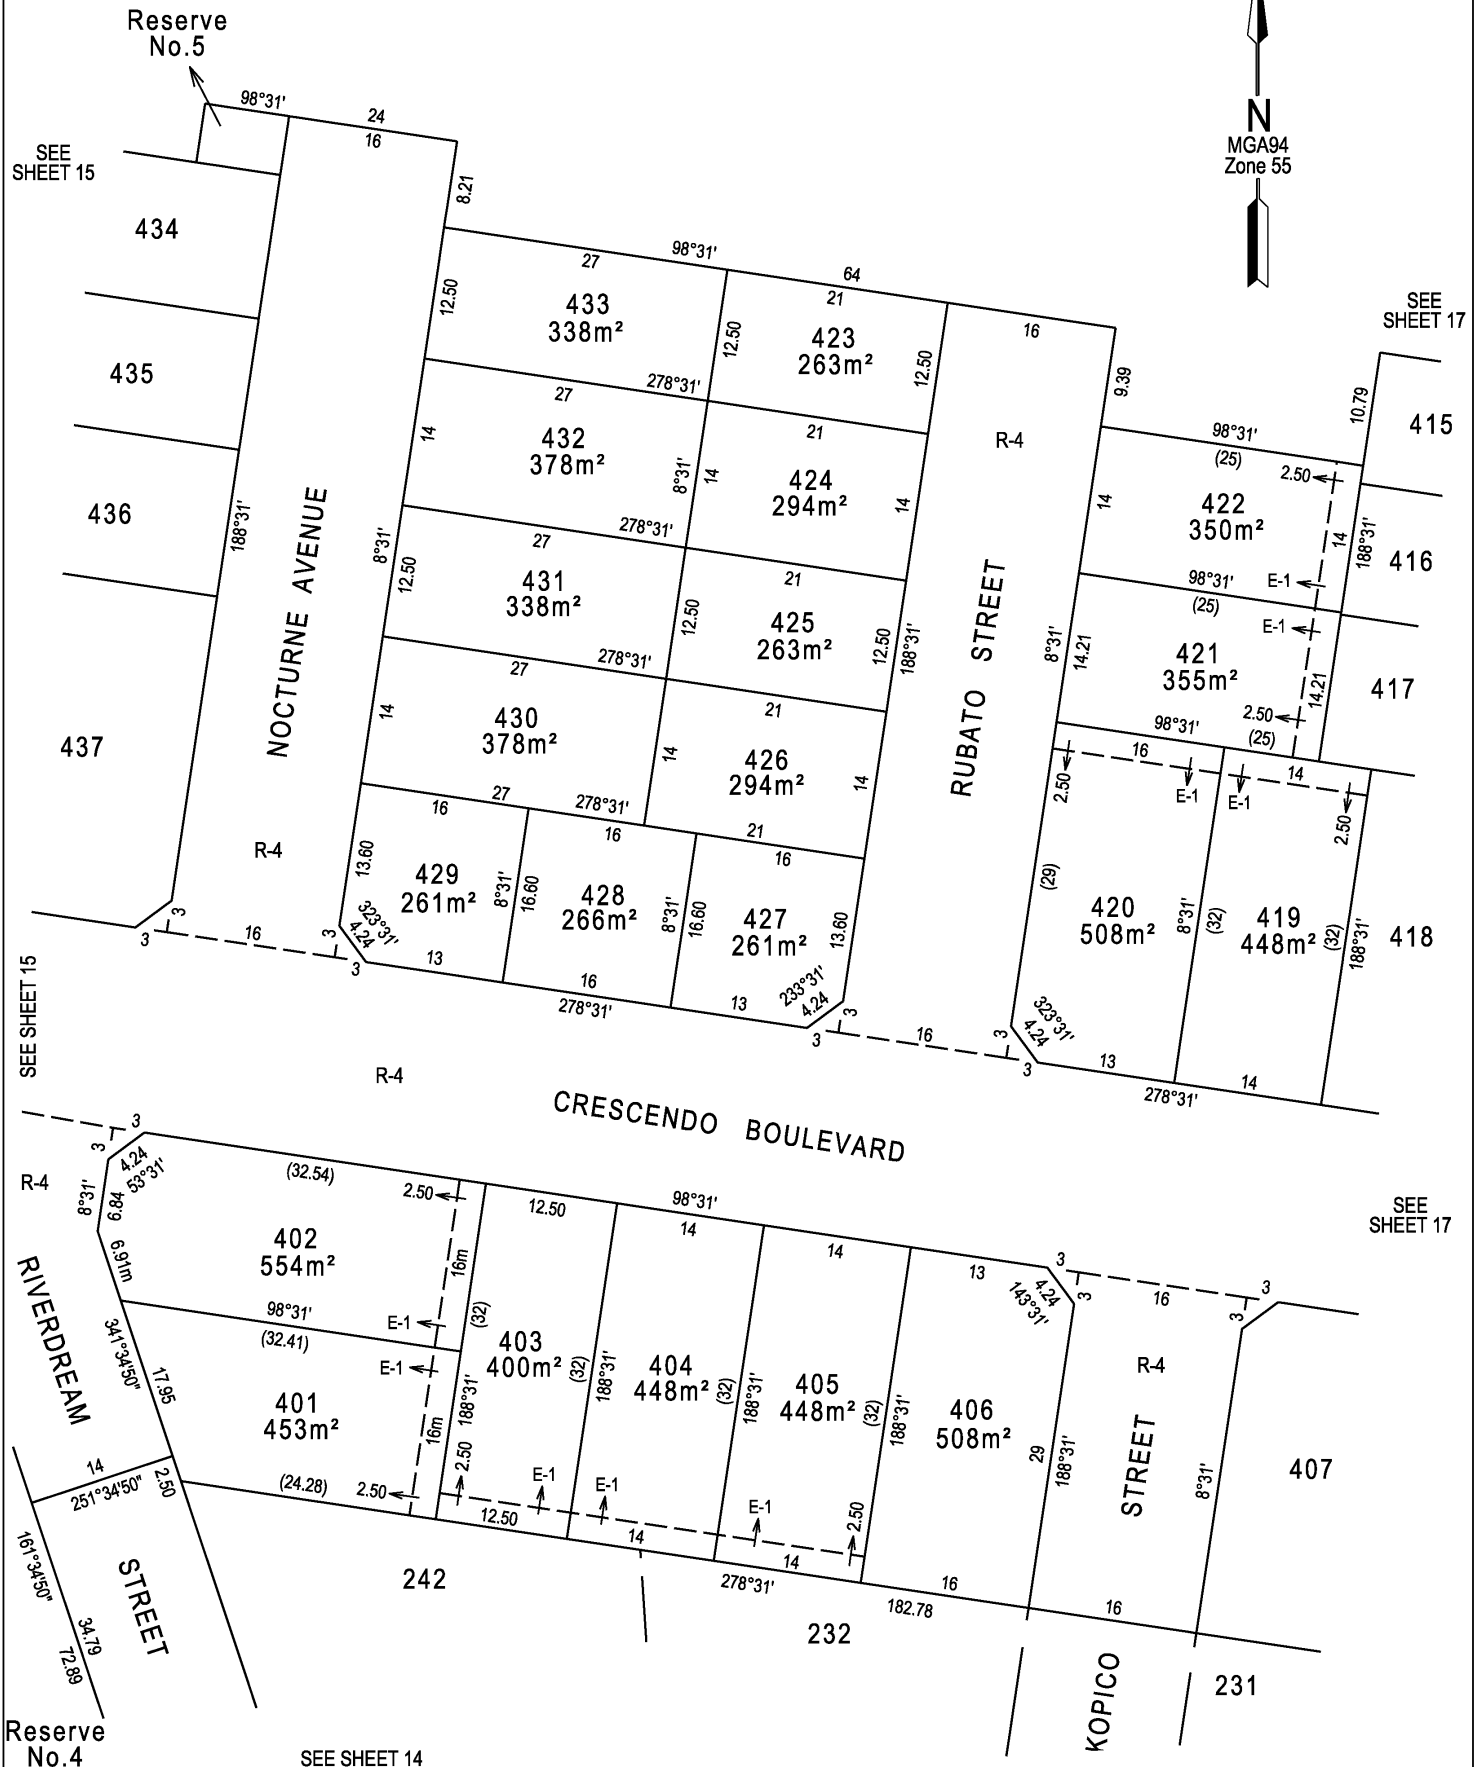 Reserve
No.5
98°31'
24
16
8.21
N
MGA94
Zone 55
SEE
SHEET 15
434
435
436
437
188°31'
NOCTURNE AVENUE
8°31'
R-4
98°31'
64
27
12.50
433
338m²
12.50
21
423
263m²
12.50
16
9.39
SEE
SHEET 17
10.79
415
278°31'
27
14
432
378m²
8°31'
14
21
424
294m²
14
R-4
98°31'
(25)
2.50
14
422
350m²
14
188°31'
E-1
416
278°31'
27
12.50
431
338m²
12.50
21
425
263m²
12.50
188°31'
RUBATO STREET
8°31'
98°31'
(25)
E-1
14.21
421
355m²
14.21
2.50
417
278°31'
27
14
430
378m²
14
21
426
294m²
14
98°31'
(25)
16
14
2.50
E-1
E-1
2.50
27
278°31'
21
16
16
16
13.60
429
261m²
8°31'
16.60
428
266m²
8°31'
16.60
427
261m²
13.60
(29)
420
508m²
8°31'
(32)
419
448m²
(32)
188°31'
418
3
3
16
3
3
323°31'
4.24
13
16
278°31'
13
233°31'
4.24
3
3
16
3
3
323°31'
4.24
13
14
278°31'
SEE SHEET 15
R-4
CRESCENDO BOULEVARD
3
3
4.24
53°31'
R-4
8°31'
6.84
6.91m
(32.54)
2.50
402
554m²
16m
E-1
98°31'
(32.41)
E-1
341°34'50"
17.95
401
453m²
16m
(24.28)
2.50
12.50
98°31'
14
14
13
(32)
403
400m²
188°31'
2.50
E-1
12.50
(32)
188°31'
404
448m²
E-1
14
(32)
188°31'
405
448m²
E-1
2.50
14
(32)
188°31'
406
508m²
29
188°31'
16
3
4.24
143°31'
3
16
3
3
SEE
SHEET 17
R-4
STREET
8°31'
407
RIVERDREAM
14
251°34'50"
2.50
161°34'50"
34.79
72.89
STREET
242
278°31'
182.78
232
16
KOPICO
231
Reserve
No.4
SEE SHEET 14